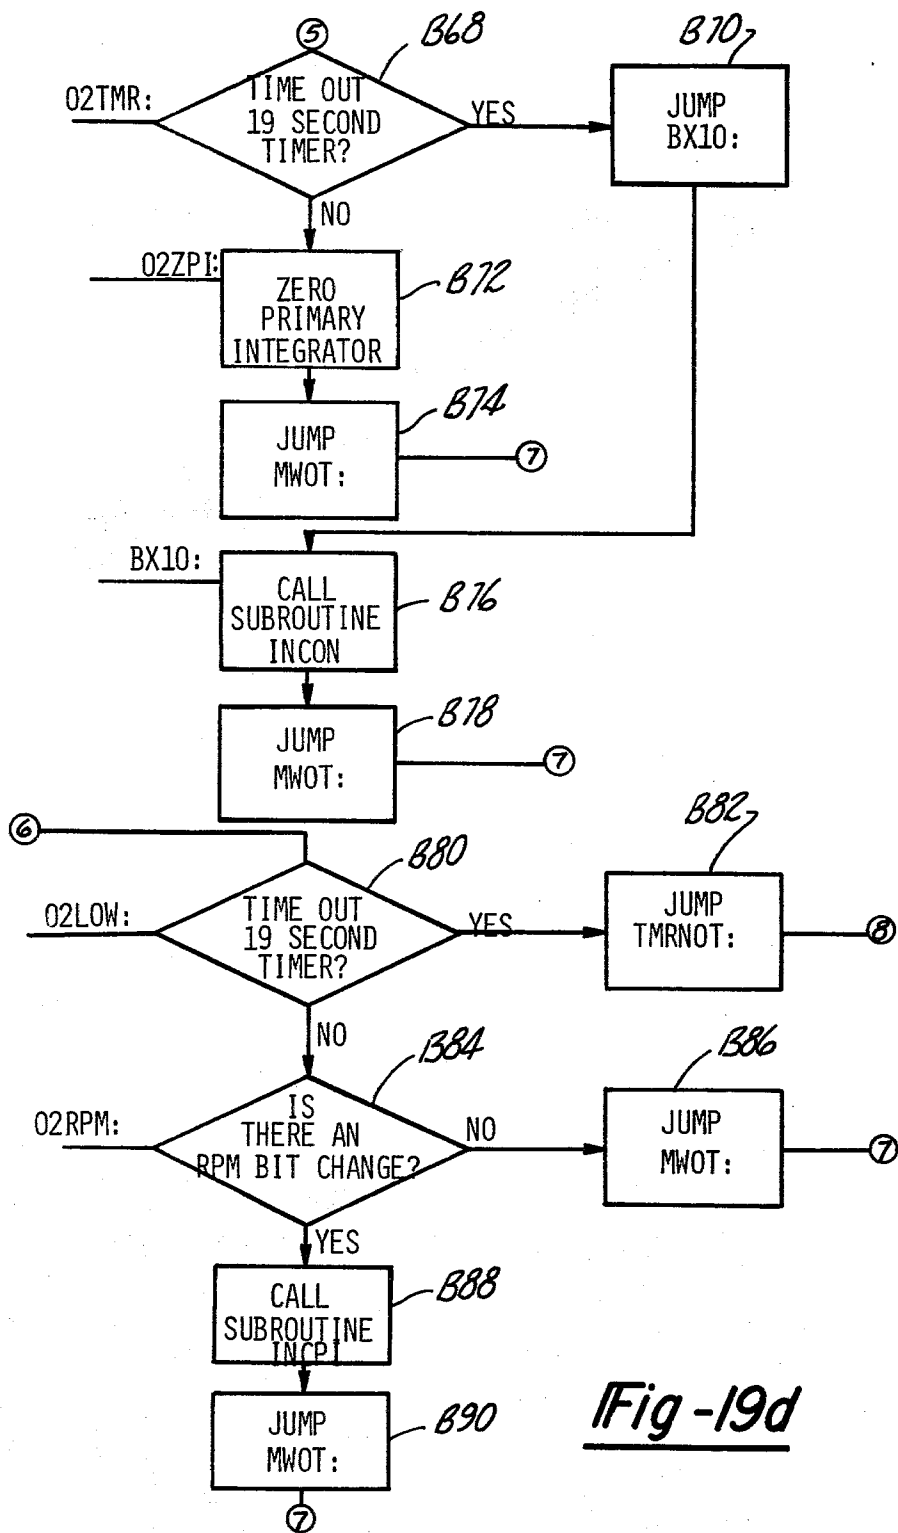 5
B68
B70
O2TMR:
TIME OUT
19 SECOND
TIMER?
YES
JUMP
BX10:
NO
O2ZPI:
ZERO
PRIMARY
INTEGRATOR
B72
B74
JUMP
MWOT:
7
BX10:
CALL
SUBROUTINE
INCON
B76
B78
JUMP
MWOT:
7
6
B80
B82
O2LOW:
TIME OUT
19 SECOND
TIMER?
YES
JUMP
TMRNOT:
8
NO
B84
B86
O2RPM:
IS
THERE AN
RPM BIT CHANGE?
NO
JUMP
MWOT:
7
YES
CALL
SUBROUTINE
INCPI
B88
JUMP
MWOT:
B90
7
Fig-19d